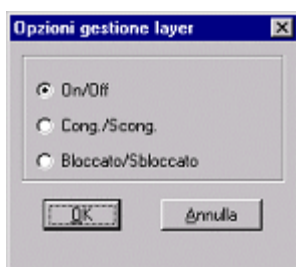 Opzioni gestione layer
On/Off
Cong./Scong.
Bloccato/Sbloccato
OK
Annulla